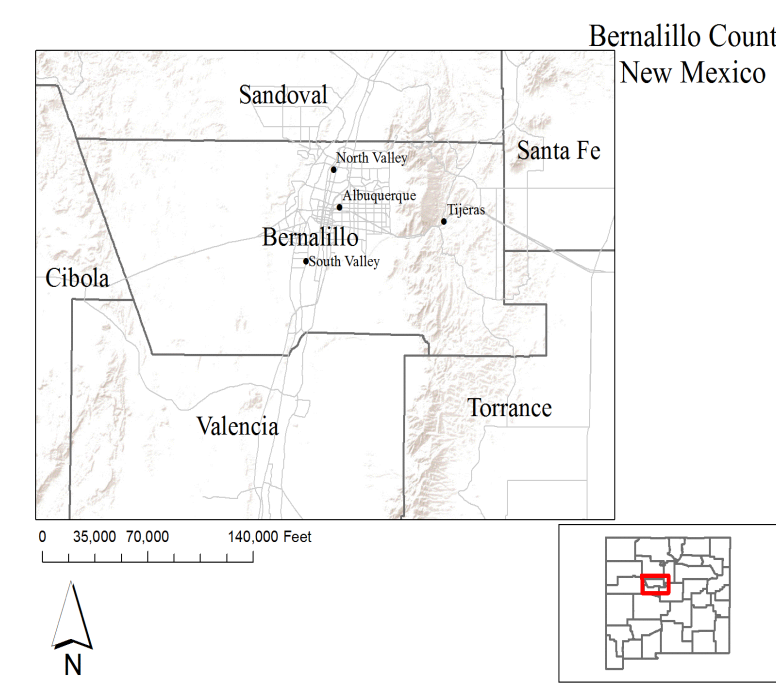 Bernalillo Count
New Mexico
Sandoval
Santa Fe
North Valley
Albuquerque
Tijeras
Bernalillo
South Valley
Cibola
Torrance
Valencia
0 35,000 70,000 140,000 Feet
N